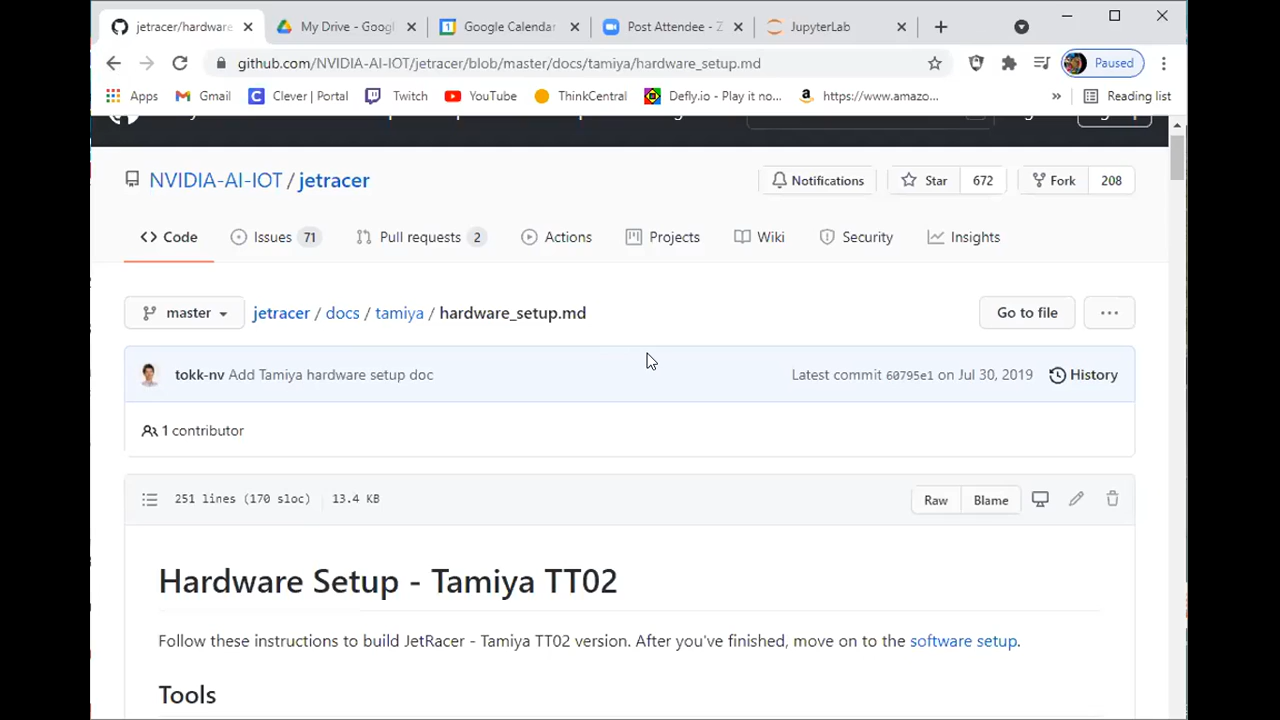 jetracer/hardware
My Drive - Googl
Google Calenda
Post Attendee - Z
JupyterLab
github.com/NVIDIA-AI-IOT/jetracer/blob/master/docs/tamiya/hardware_setup.md
Paused
Apps
Gmail
Clever | Portal
Twitch
YouTube
ThinkCentral
Defly.io - Play it no...
https://www.amazo...
»
Reading list
NVIDIA-AI-IOT / jetracer
Notifications
Star 672
Fork 208
Code
Issues 71
Pull requests 2
Actions
Projects
Wiki
Security
Insights
master
jetracer / docs / tamiya / hardware_setup.md
Go to file
...
tokk-nv Add Tamiya hardware setup doc
Latest commit 60795e1 on Jul 30, 2019
History
1 contributor
251 lines (170 sloc) 13.4 KB
Raw
Blame
Hardware Setup - Tamiya TT02
Follow these instructions to build JetRacer - Tamiya TT02 version. After you've finished, move on to the software setup.
Tools